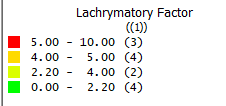 Lachrymatory Factor
((1))
5.00 - 10.00 (3)
4.00 - 5.00 (4)
2.20 - 4.00 (2)
0.00 - 2.20 (4)